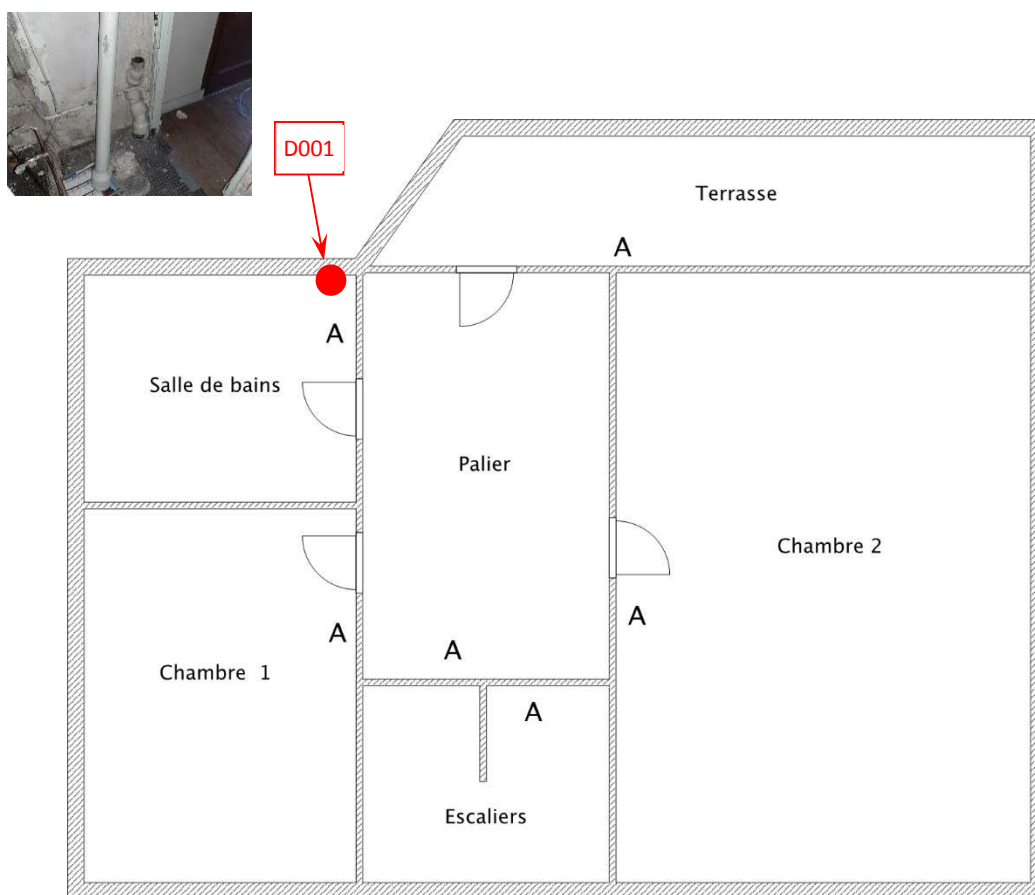 D001
Terrasse
A
A
Salle de bains
Palier
Chambre 2
A
A
A
Chambre 1
A
Escaliers